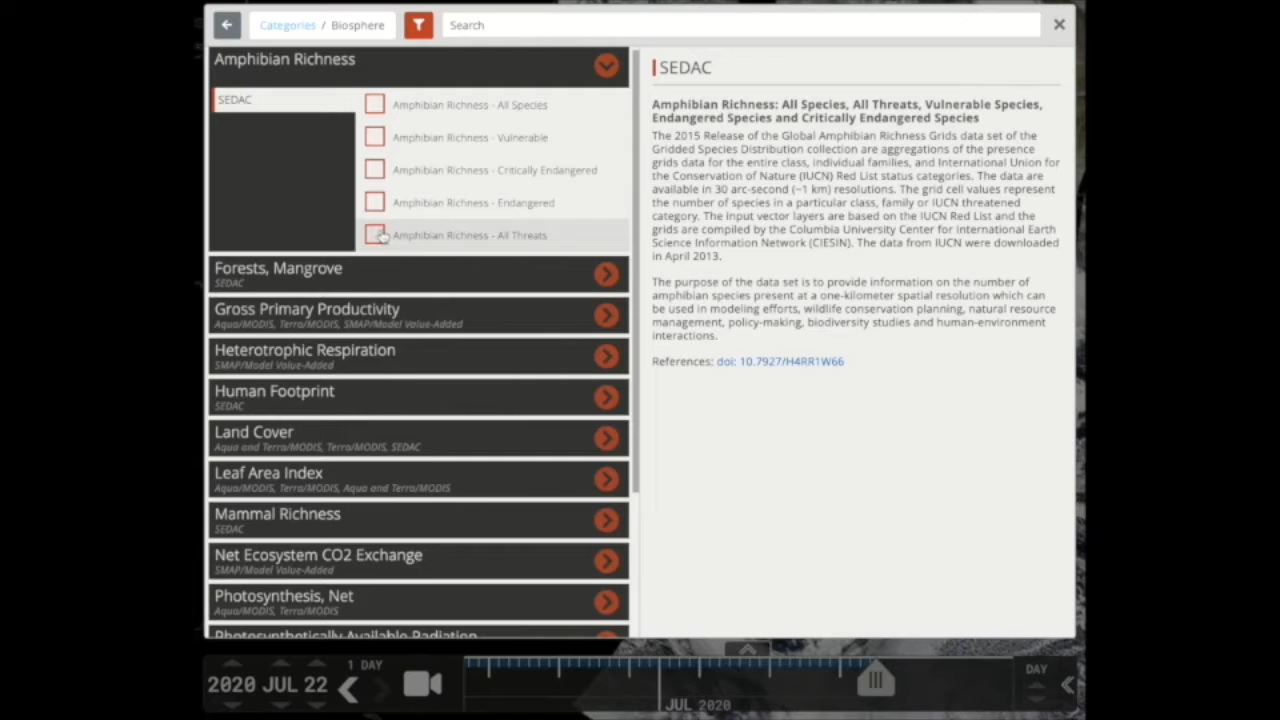 Categories / Biosphere
Search
Amphibian Richness
SEDAC
Amphibian Richness - All Species
Amphibian Richness - Vulnerable
Amphibian Richness - Critically Endangered
Amphibian Richness - Endangered
Amphibian Richness - All Threats
Forests, Mangrove
SEDAC
Gross Primary Productivity
Aqua/MODIS, Terra/MODIS, SMAP/Model Value-Added
Heterotrophic Respiration
SMAP/Model Value-Added
Human Footprint
SEDAC
Land Cover
Aqua and Terra/MODIS, Terra/MODIS, SEDAC
Leaf Area Index
Aqua/MODIS, Terra/MODIS, Aqua and Terra/MODIS
Mammal Richness
SEDAC
Net Ecosystem CO2 Exchange
SMAP/Model Value-Added
Photosynthesis, Net
Aqua/MODIS, Terra/MODIS
Photosynthetically Available Radiation
SEDAC
Amphibian Richness: All Species, All Threats, Vulnerable Species,
Endangered Species and Critically Endangered Species
The 2015 Release of the Global Amphibian Richness Grids data set of the
Gridded Species Distribution collection are aggregations of the presence
grids data for the entire class, individual families, and International Union for
the Conservation of Nature (IUCN) Red List status categories. The data are
available in 30 arc-second (~1 km) resolutions. The grid cell values represent
the number of species in a particular class, family or IUCN threatened
category. The input vector layers are based on the IUCN Red List and the
grids are compiled by the Columbia University Center for International Earth
Science Information Network (CIESIN). The data from IUCN were downloaded
in April 2013.
The purpose of the data set is to provide information on the number of
amphibian species present at a one-kilometer spatial resolution which can
be used in modeling efforts, wildlife conservation planning, natural resource
management, policy-making, biodiversity studies and human-environment
interactions.
References: doi: 10.7927/H4RR1W66
1 DAY
2020 JUL 22
JUL 2020
DAY